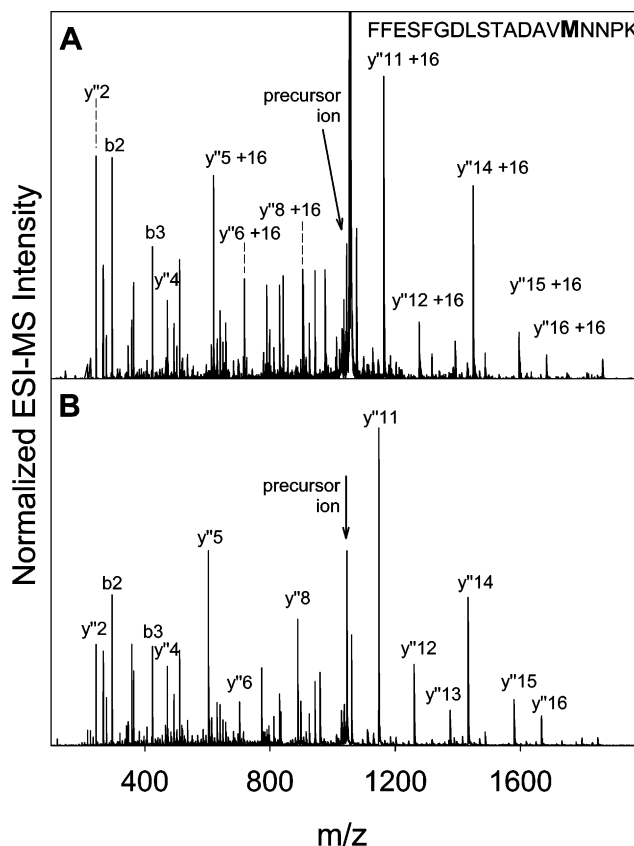 A
FFESFGDLSTADAVMNNPK
y"11 +16
y"2
precursor
ion
b2
y"5 +16
y"14 +16
y"8 +16
b3
y"6 +16
y"4
y"15 +16
y"12 +16
y"16 +16
Normalized ESI-MS Intensity
B
y"11
precursor
ion
y"5
b2
y"14
y"8
y"2
b3
y"4
y"12
y"6
y"13
y"15
y"16
400
800
1200
1600
m/z